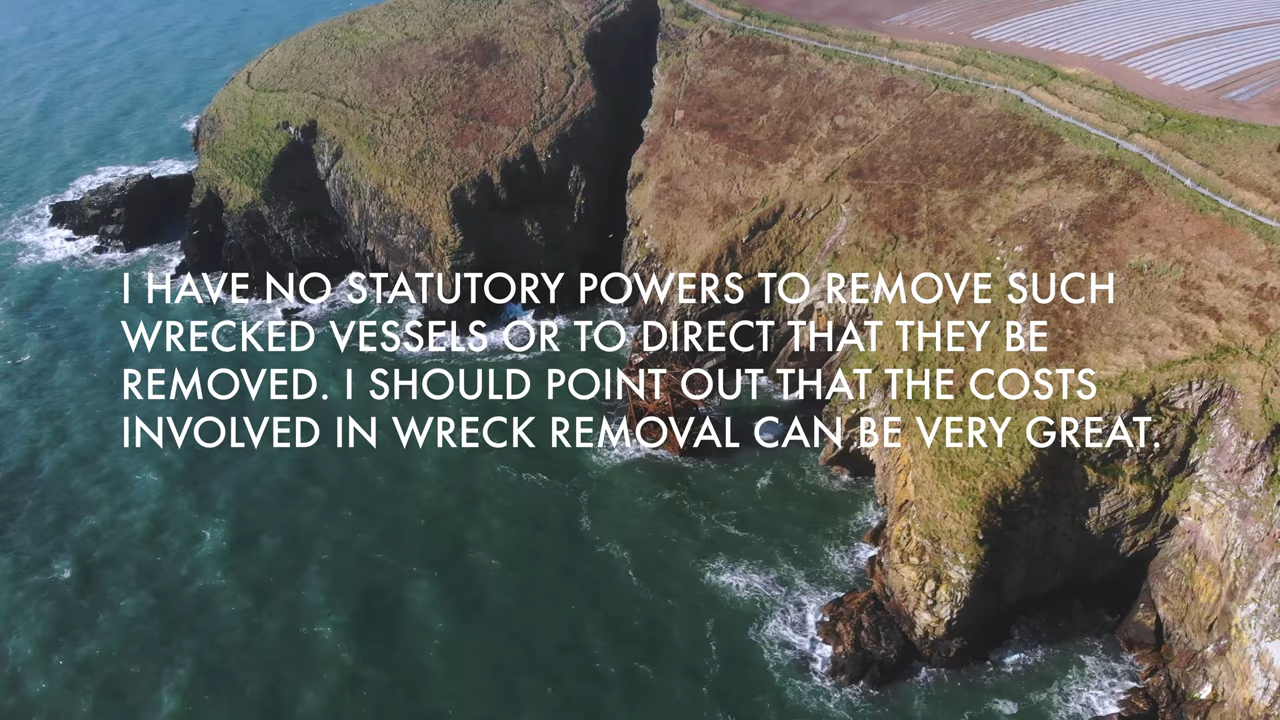 I HAVE NO STATUTORY POWERS TO REMOVE SUCH
WRECKED VESSELS OR TO DIRECT THAT THEY BE
REMOVED. I SHOULD POINT OUT THAT THE COSTS
INVOLVED IN WRECK REMOVAL CAN BE VERY GREAT.